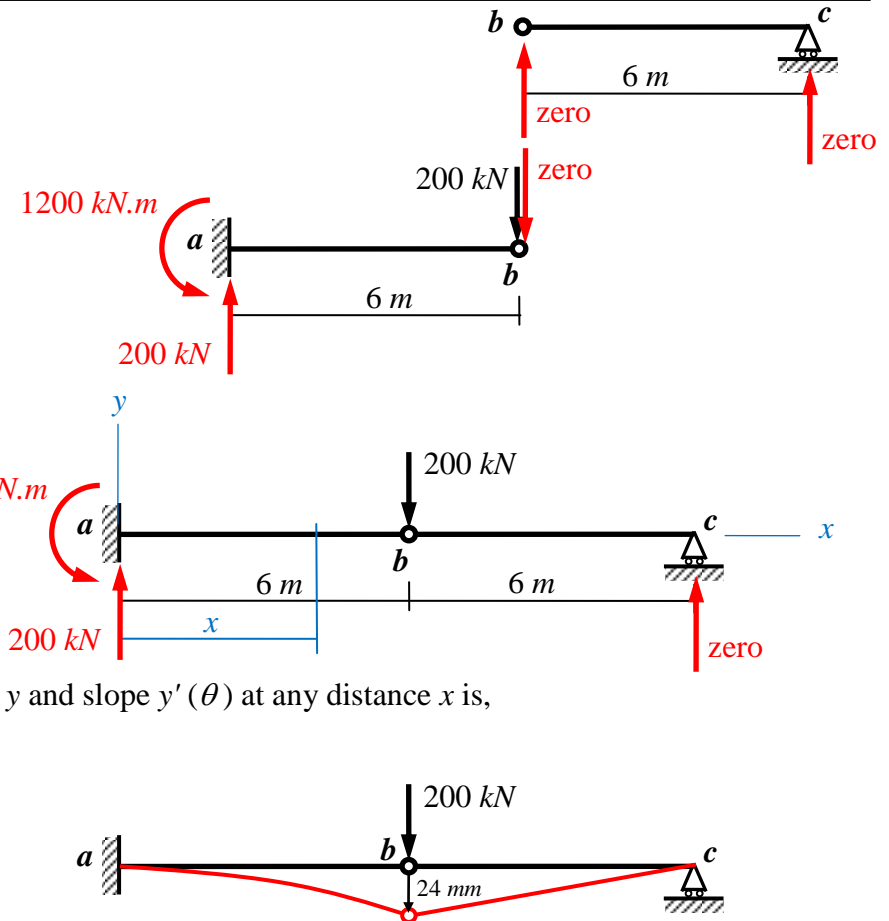 b c
6 m
zero
zero
200 kN zero
1200 kN.m
a
b
6 m
200 kN
y
200 kN
N.m
a c x
b
6 m 6 m
x
200 kN
zero
y and slope y′ (θ) at any distance x is,
200 kN
a b c
24 mm